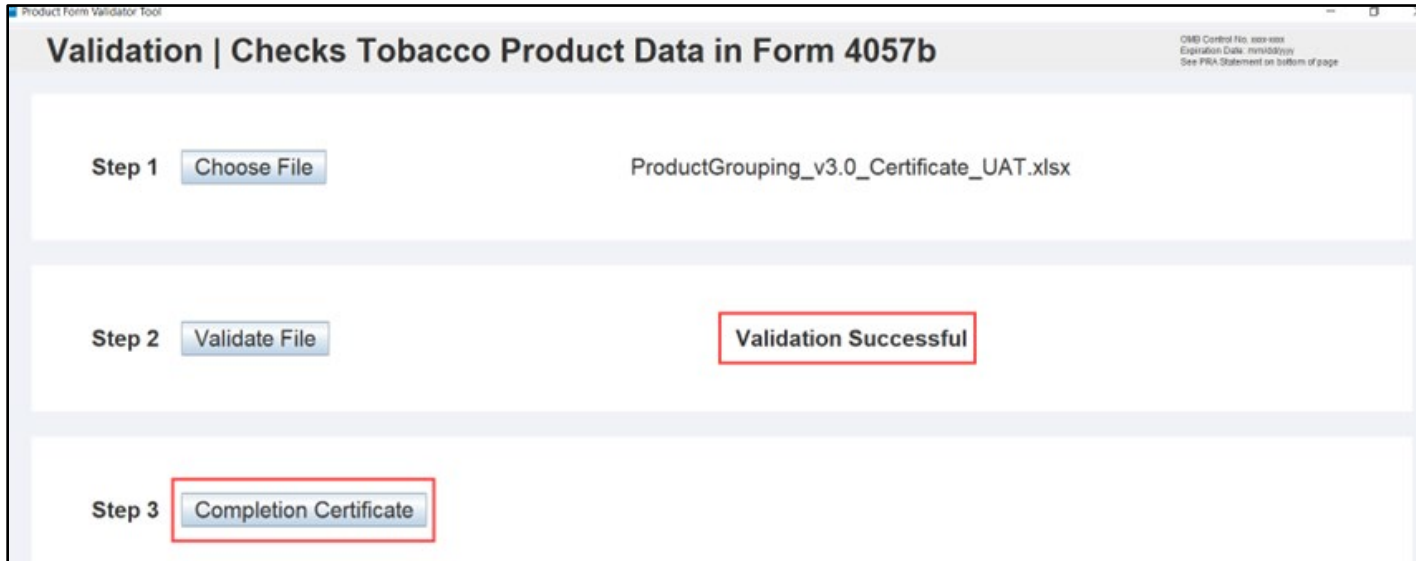 Product Form Validator Tool
Validation | Checks Tobacco Product Data in Form 4057b
OMB Control No. xxxx-xxxx
Expiration Date: mm/dd/yyyy
See PRA Statement on bottom of page
Step 1 Choose File ProductGrouping_v3.0_Certificate_UAT.xlsx
Step 2 Validate File Validation Successful
Step 3 Completion Certificate